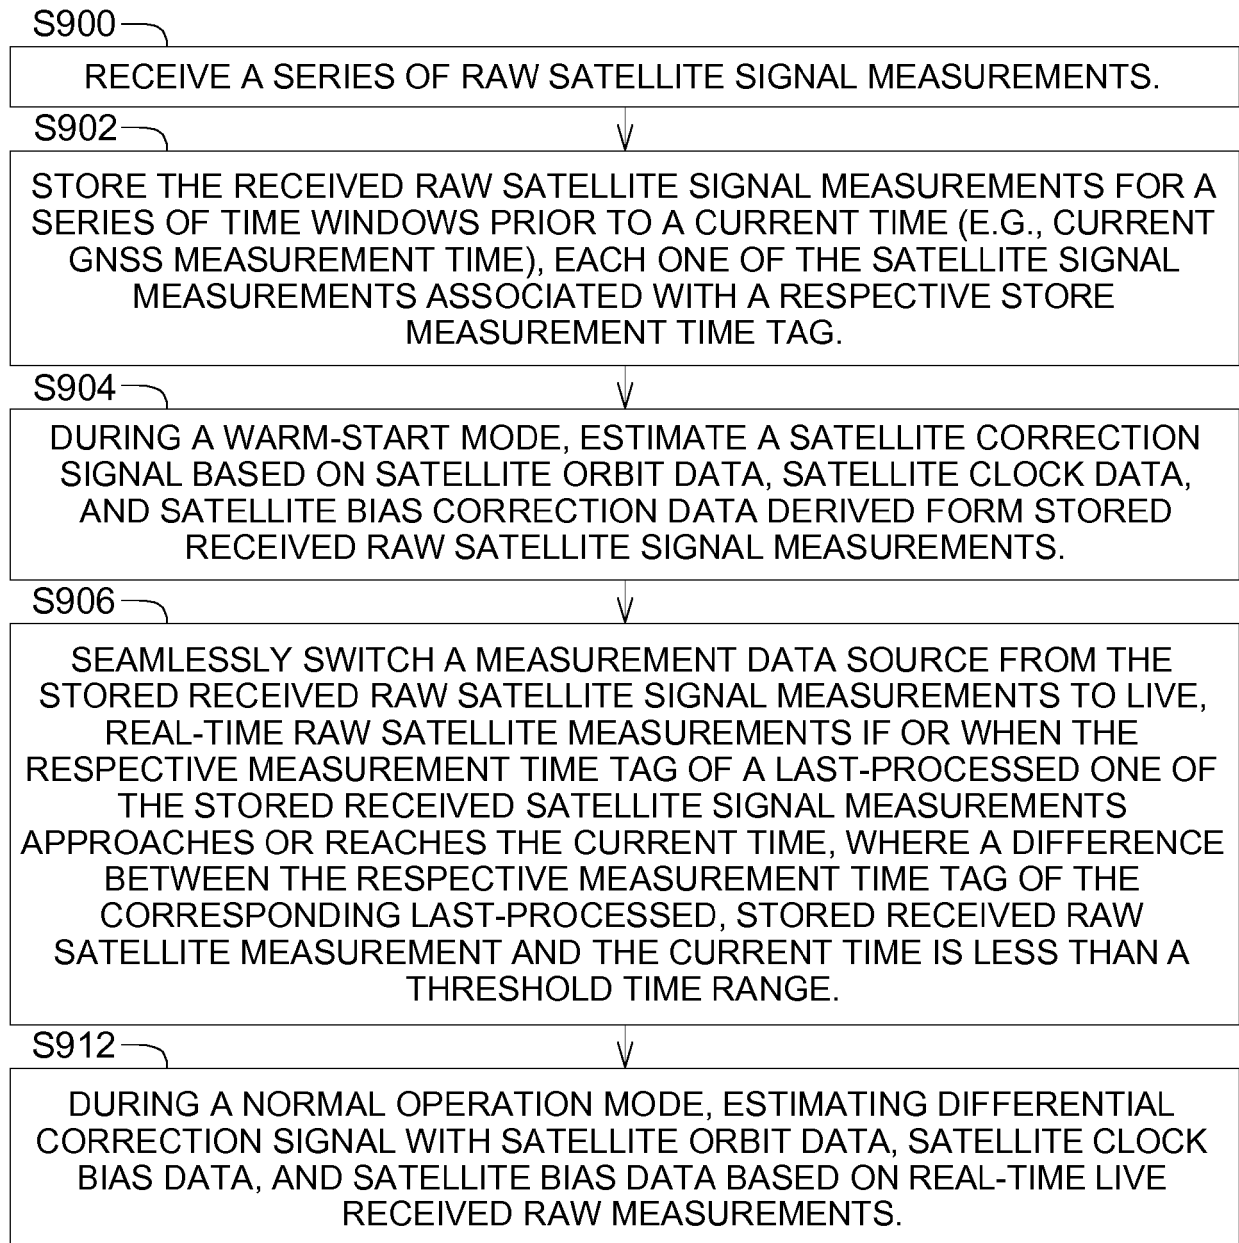 S900
RECEIVE A SERIES OF RAW SATELLITE SIGNAL MEASUREMENTS.
S902
STORE THE RECEIVED RAW SATELLITE SIGNAL MEASUREMENTS FOR A
SERIES OF TIME WINDOWS PRIOR TO A CURRENT TIME (E.G., CURRENT
GNSS MEASUREMENT TIME), EACH ONE OF THE SATELLITE SIGNAL
MEASUREMENTS ASSOCIATED WITH A RESPECTIVE STORE
MEASUREMENT TIME TAG.
S904
DURING A WARM-START MODE, ESTIMATE A SATELLITE CORRECTION
SIGNAL BASED ON SATELLITE ORBIT DATA, SATELLITE CLOCK DATA,
AND SATELLITE BIAS CORRECTION DATA DERIVED FORM STORED
RECEIVED RAW SATELLITE SIGNAL MEASUREMENTS.
S906
SEAMLESSLY SWITCH A MEASUREMENT DATA SOURCE FROM THE
STORED RECEIVED RAW SATELLITE SIGNAL MEASUREMENTS TO LIVE,
REAL-TIME RAW SATELLITE MEASUREMENTS IF OR WHEN THE
RESPECTIVE MEASUREMENT TIME TAG OF A LAST-PROCESSED ONE OF
THE STORED RECEIVED SATELLITE SIGNAL MEASUREMENTS
APPROACHES OR REACHES THE CURRENT TIME, WHERE A DIFFERENCE
BETWEEN THE RESPECTIVE MEASUREMENT TIME TAG OF THE
CORRESPONDING LAST-PROCESSED, STORED RECEIVED RAW
SATELLITE MEASUREMENT AND THE CURRENT TIME IS LESS THAN A
THRESHOLD TIME RANGE.
S912
DURING A NORMAL OPERATION MODE, ESTIMATING DIFFERENTIAL
CORRECTION SIGNAL WITH SATELLITE ORBIT DATA, SATELLITE CLOCK
BIAS DATA, AND SATELLITE BIAS DATA BASED ON REAL-TIME LIVE
RECEIVED RAW MEASUREMENTS.